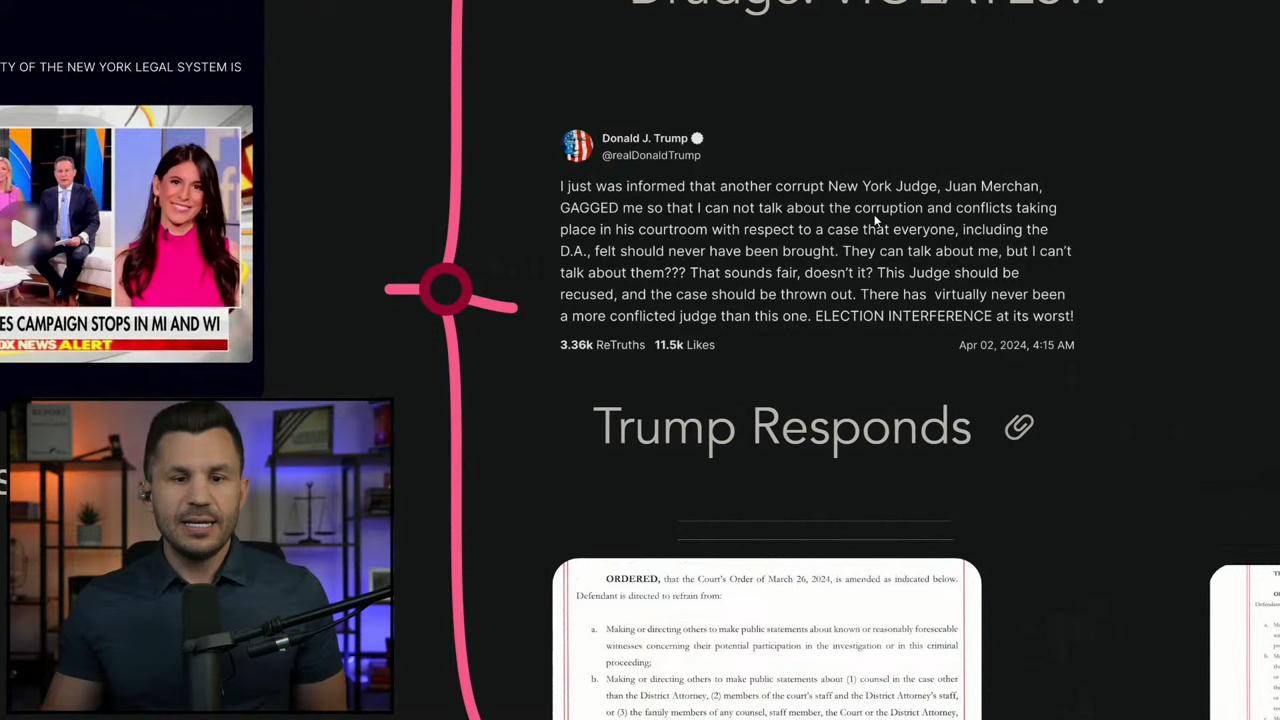 TY OF THE NEW YORK LEGAL SYSTEM IS
ES CAMPAIGN STOPS IN MI AND WI
OX NEWS ALERT
Donald J. Trump
@realDonaldTrump
I just was informed that another corrupt New York Judge, Juan Merchan,
GAGGED me so that I can not talk about the corruption and conflicts taking
place in his courtroom with respect to a case that everyone, including the
D.A., felt should never have been brought. They can talk about me, but I can't
talk about them??? That sounds fair, doesn't it? This Judge should be
recused, and the case should be thrown out. There has virtually never been
a more conflicted judge than this one. ELECTION INTERFERENCE at its worst!
3.36k ReTruths 11.5k Likes Apr 02, 2024, 4:15 AM
Trump Responds
REPORT
ORDERED, that the Court's Order of March 26, 2024, is amended as indicated below.
Defendant is directed to refrain from:
a. Making or directing others to make public statements about known or reasonably foreseeable
witnesses concerning their potential participation in the investigation or in this criminal
proceeding;
b. Making or directing others to make public statements about (1) counsel in the case other
than the District Attorney, (2) members of the court's staff and the District Attorney's staff,
or (3) the family members of any counsel, staff member, the Court or the District Attorney,